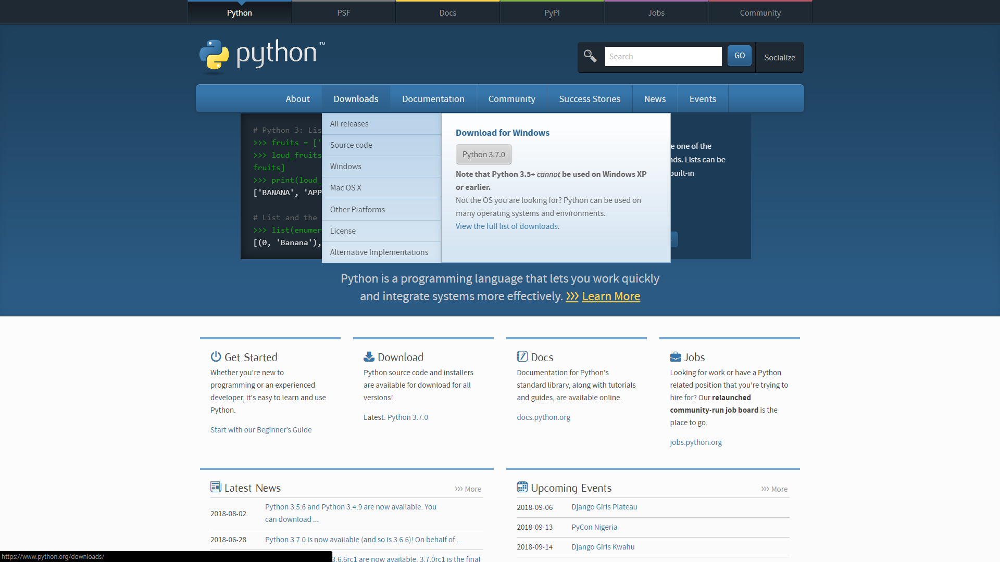 Python
PSF
Docs
PyPI
Jobs
Community
python™
Search
GO
Socialize
About
Downloads
Documentation
Community
Success Stories
News
Events
# Python 3: Lis
>>> fruits = ['
>>> loud_fruits
fruits]
>>> print(loud_
['BANANA', 'APP
# List and the
>>> list(enumer
[(0, 'Banana'),
All releases
Source code
Windows
Mac OS X
Other Platforms
License
Alternative Implementations
Download for Windows
Python 3.7.0
Note that Python 3.5+ cannot be used on Windows XP
or earlier.
Not the OS you are looking for? Python can be used on
many operating systems and environments.
View the full list of downloads.
e one of the
nds. Lists can be
built-in
Python is a programming language that lets you work quickly
and integrate systems more effectively. >>> Learn More
Get Started
Whether you're new to
programming or an experienced
developer, it's easy to learn and use
Python.
Start with our Beginner’s Guide
Download
Python source code and installers
are available for download for all
versions!
Latest: Python 3.7.0
Docs
Documentation for Python's
standard library, along with tutorials
and guides, are available online.
docs.python.org
Jobs
Looking for work or have a Python
related position that you're trying to
hire for? Our relaunched
community-run job board is the
place to go.
jobs.python.org
Latest News
>>> More
2018-08-02
Python 3.5.6 and Python 3.4.9 are now available. You
can download ...
2018-06-28
Python 3.7.0 is now available (and so is 3.6.6)! On behalf of ...
3.6.6rc1 are now available. 3.7.0rc1 is the final
Upcoming Events
>>> More
2018-09-06
Django Girls Plateau
2018-09-13
PyCon Nigeria
2018-09-14
Django Girls Kwahu
https://www.python.org/downloads/